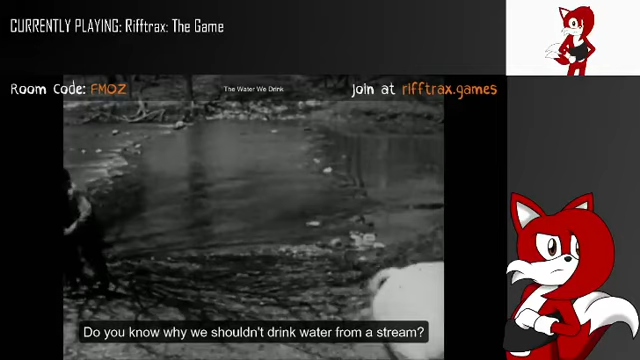 CURRENTLY PLAYING: Rifftrax: The Game
Room Code: FMOZ
The Water We Drink
join at rifftrax.games
Do you know why we shouldn't drink water from a stream?